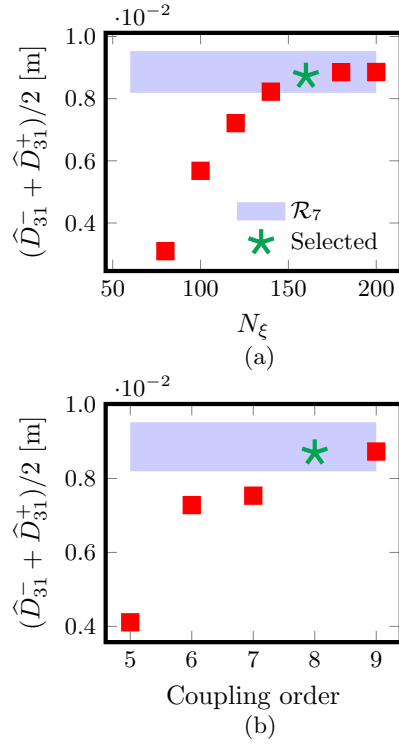 ·10⁻²
1.0
0.8
0.6
0.4
(D̂₃₁⁻ + D̂₃₁⁺)/2 [m]
ℛ₇
Selected
50 100 150 200
N_ξ
(a)
·10⁻²
1.0
0.8
0.6
0.4
(D̂₃₁⁻ + D̂₃₁⁺)/2 [m]
5 6 7 8 9
Coupling order
(b)